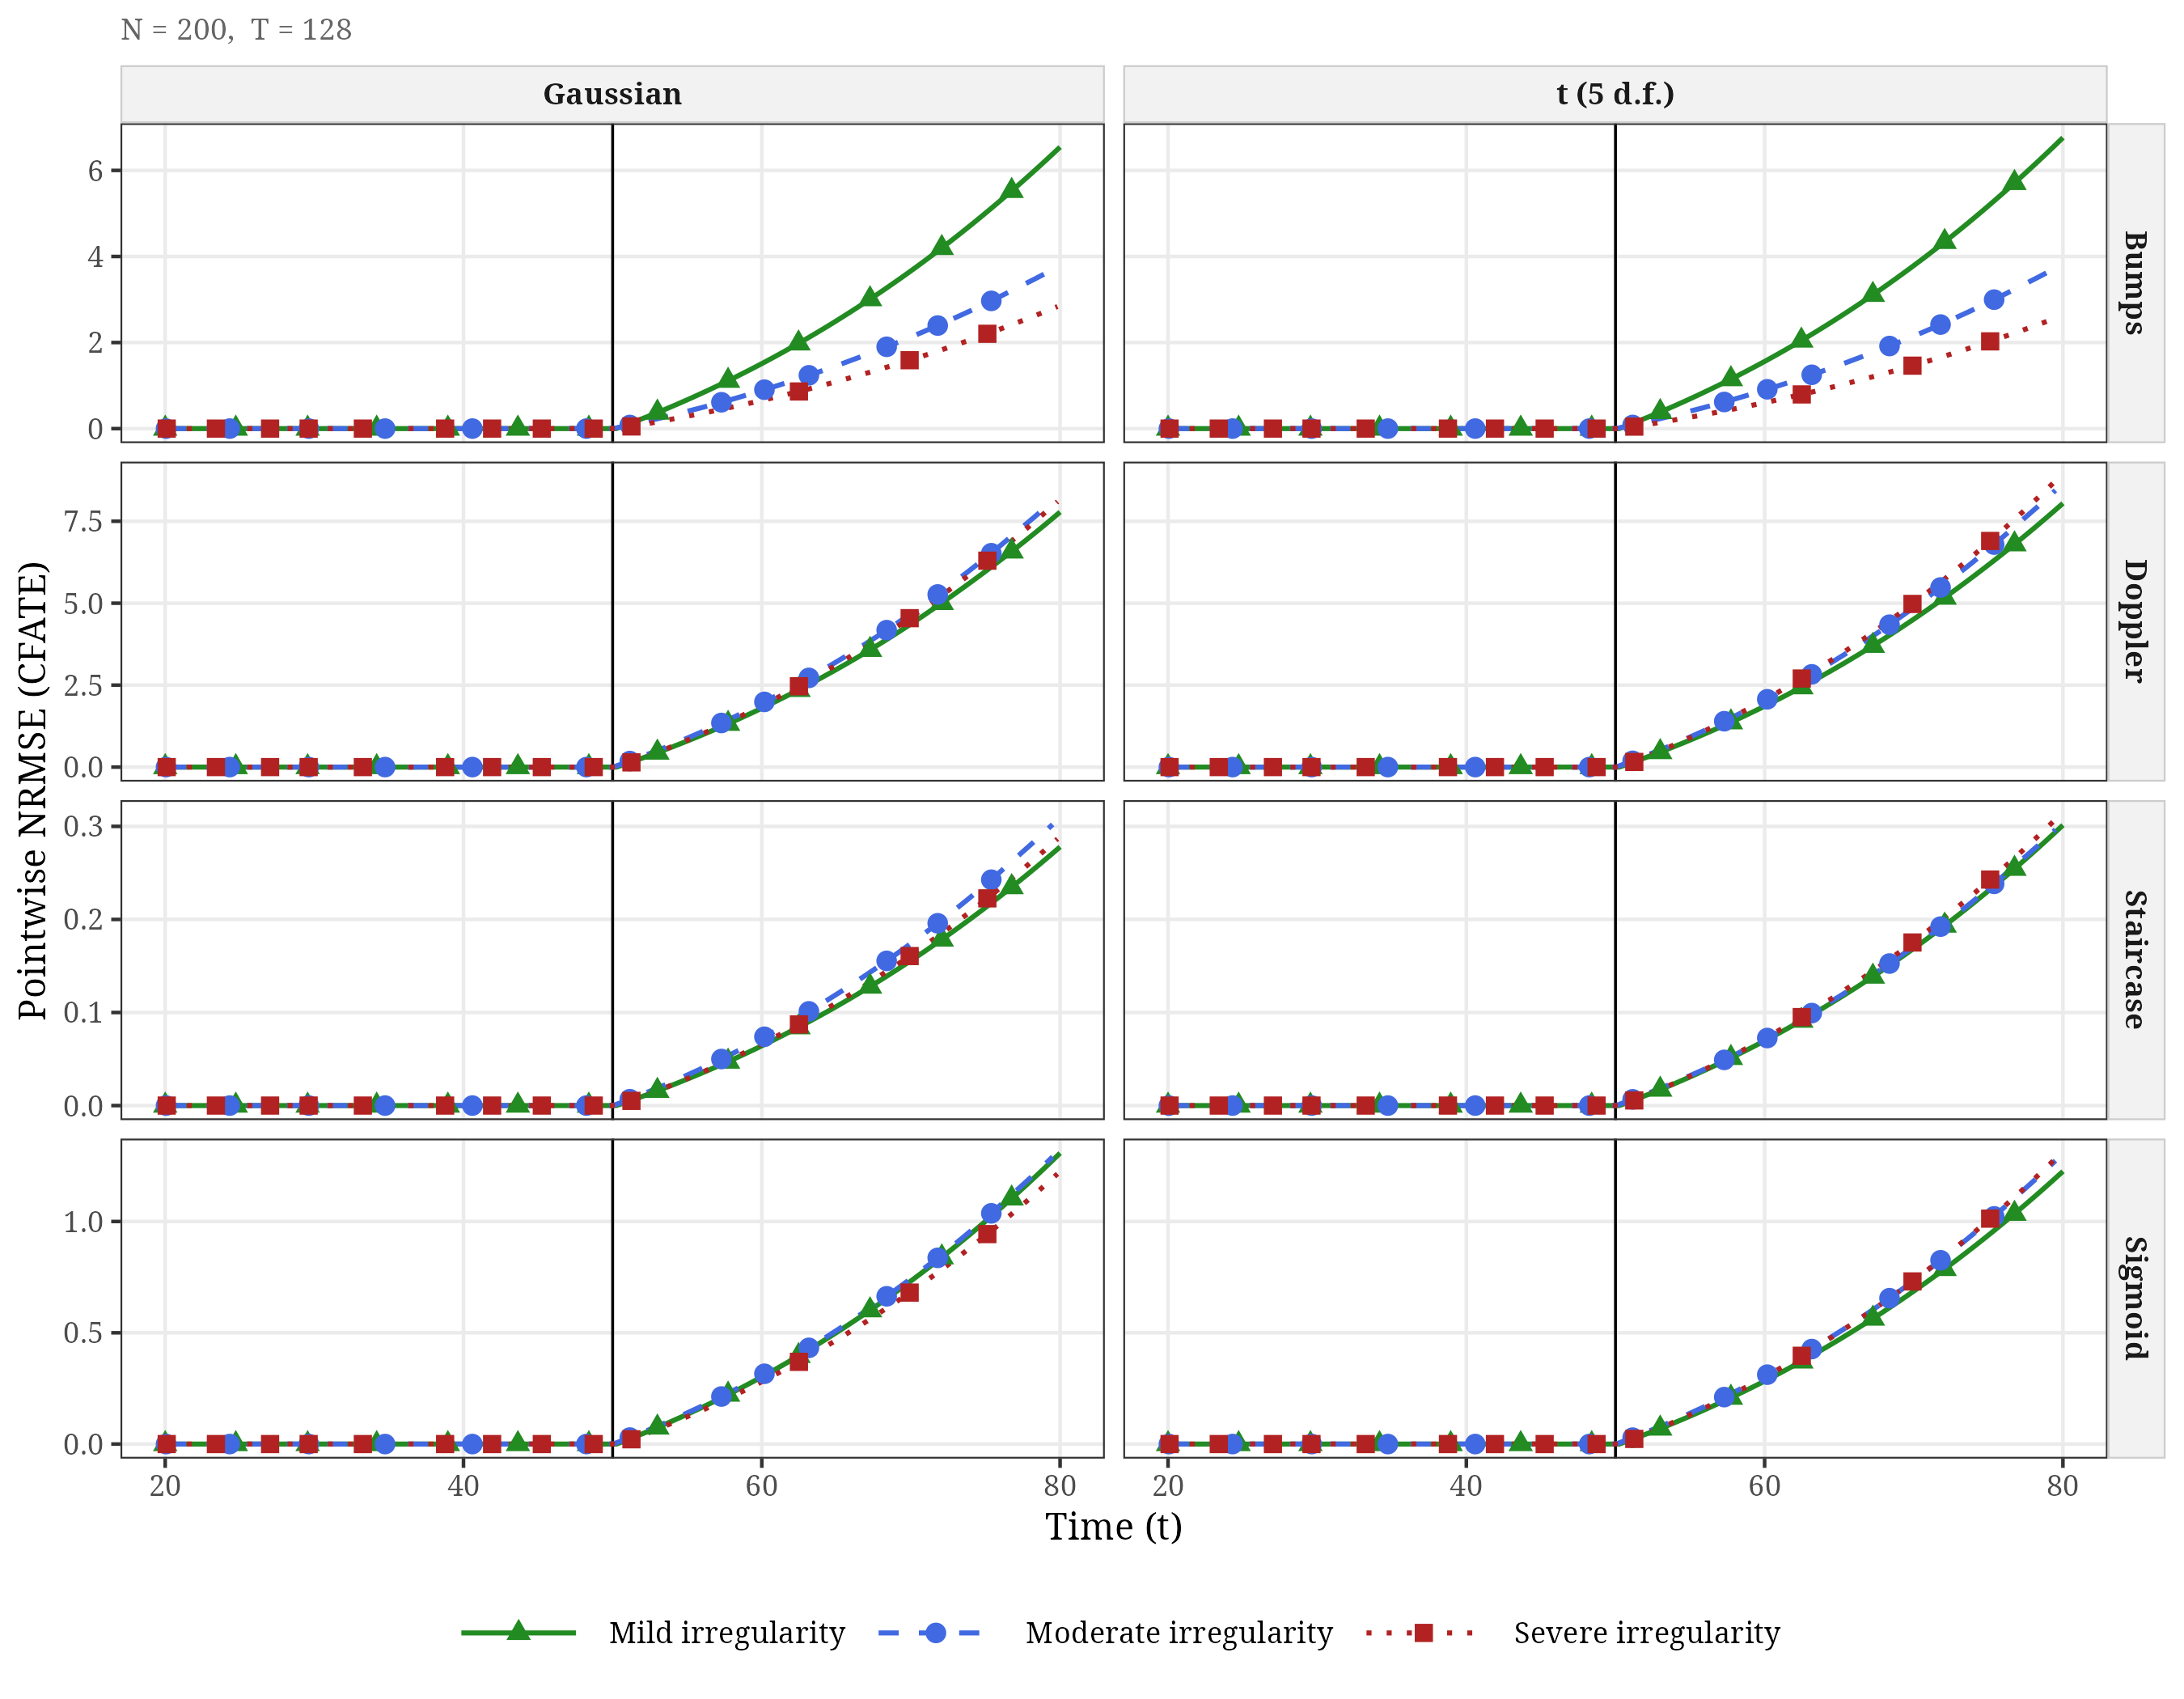 N = 200,  T = 128
Gaussian
t (5 d.f.)
Pointwise NRMSE (CFATE)
6
4
2
0
Bumps
7.5
5.0
2.5
0.0
Doppler
0.3
0.2
0.1
0.0
Staircase
1.0
0.5
0.0
Sigmoid
20 40 60 80 20 40 60 80
Time (t)
Mild irregularity Moderate irregularity Severe irregularity